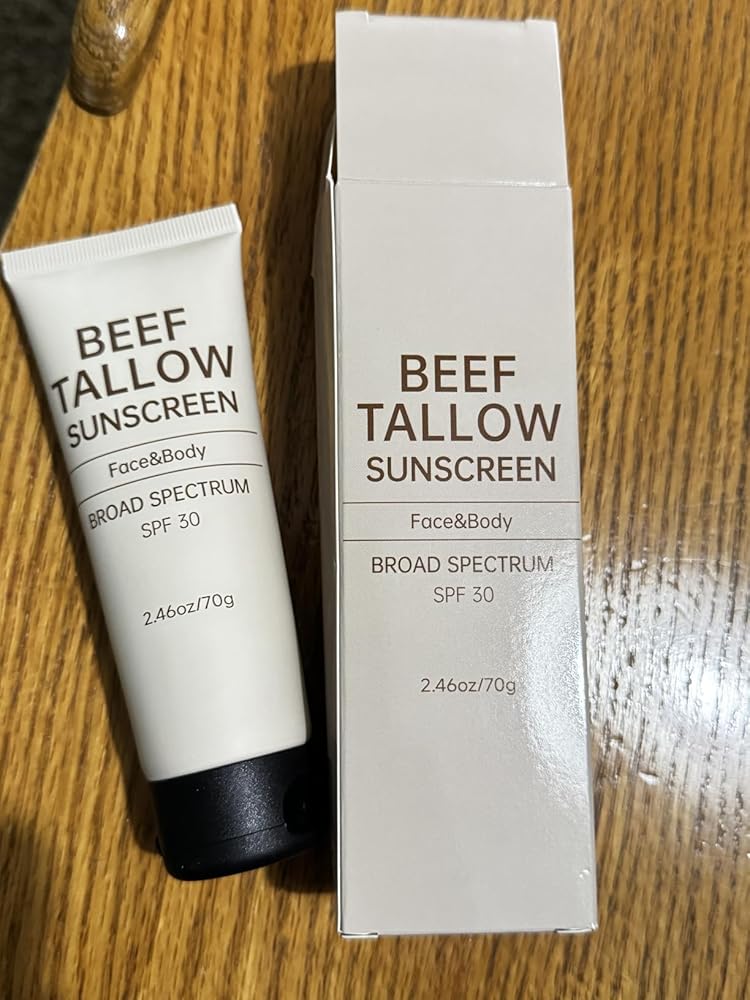 BEEF
TALLOW
SUNSCREEN
Face&Body
BROAD SPECTRUM
SPF 30
2.46oz/70g
BEEF
TALLOW
SUNSCREEN
Face&Body
BROAD SPECTRUM
SPF 30
2.46oz/70g